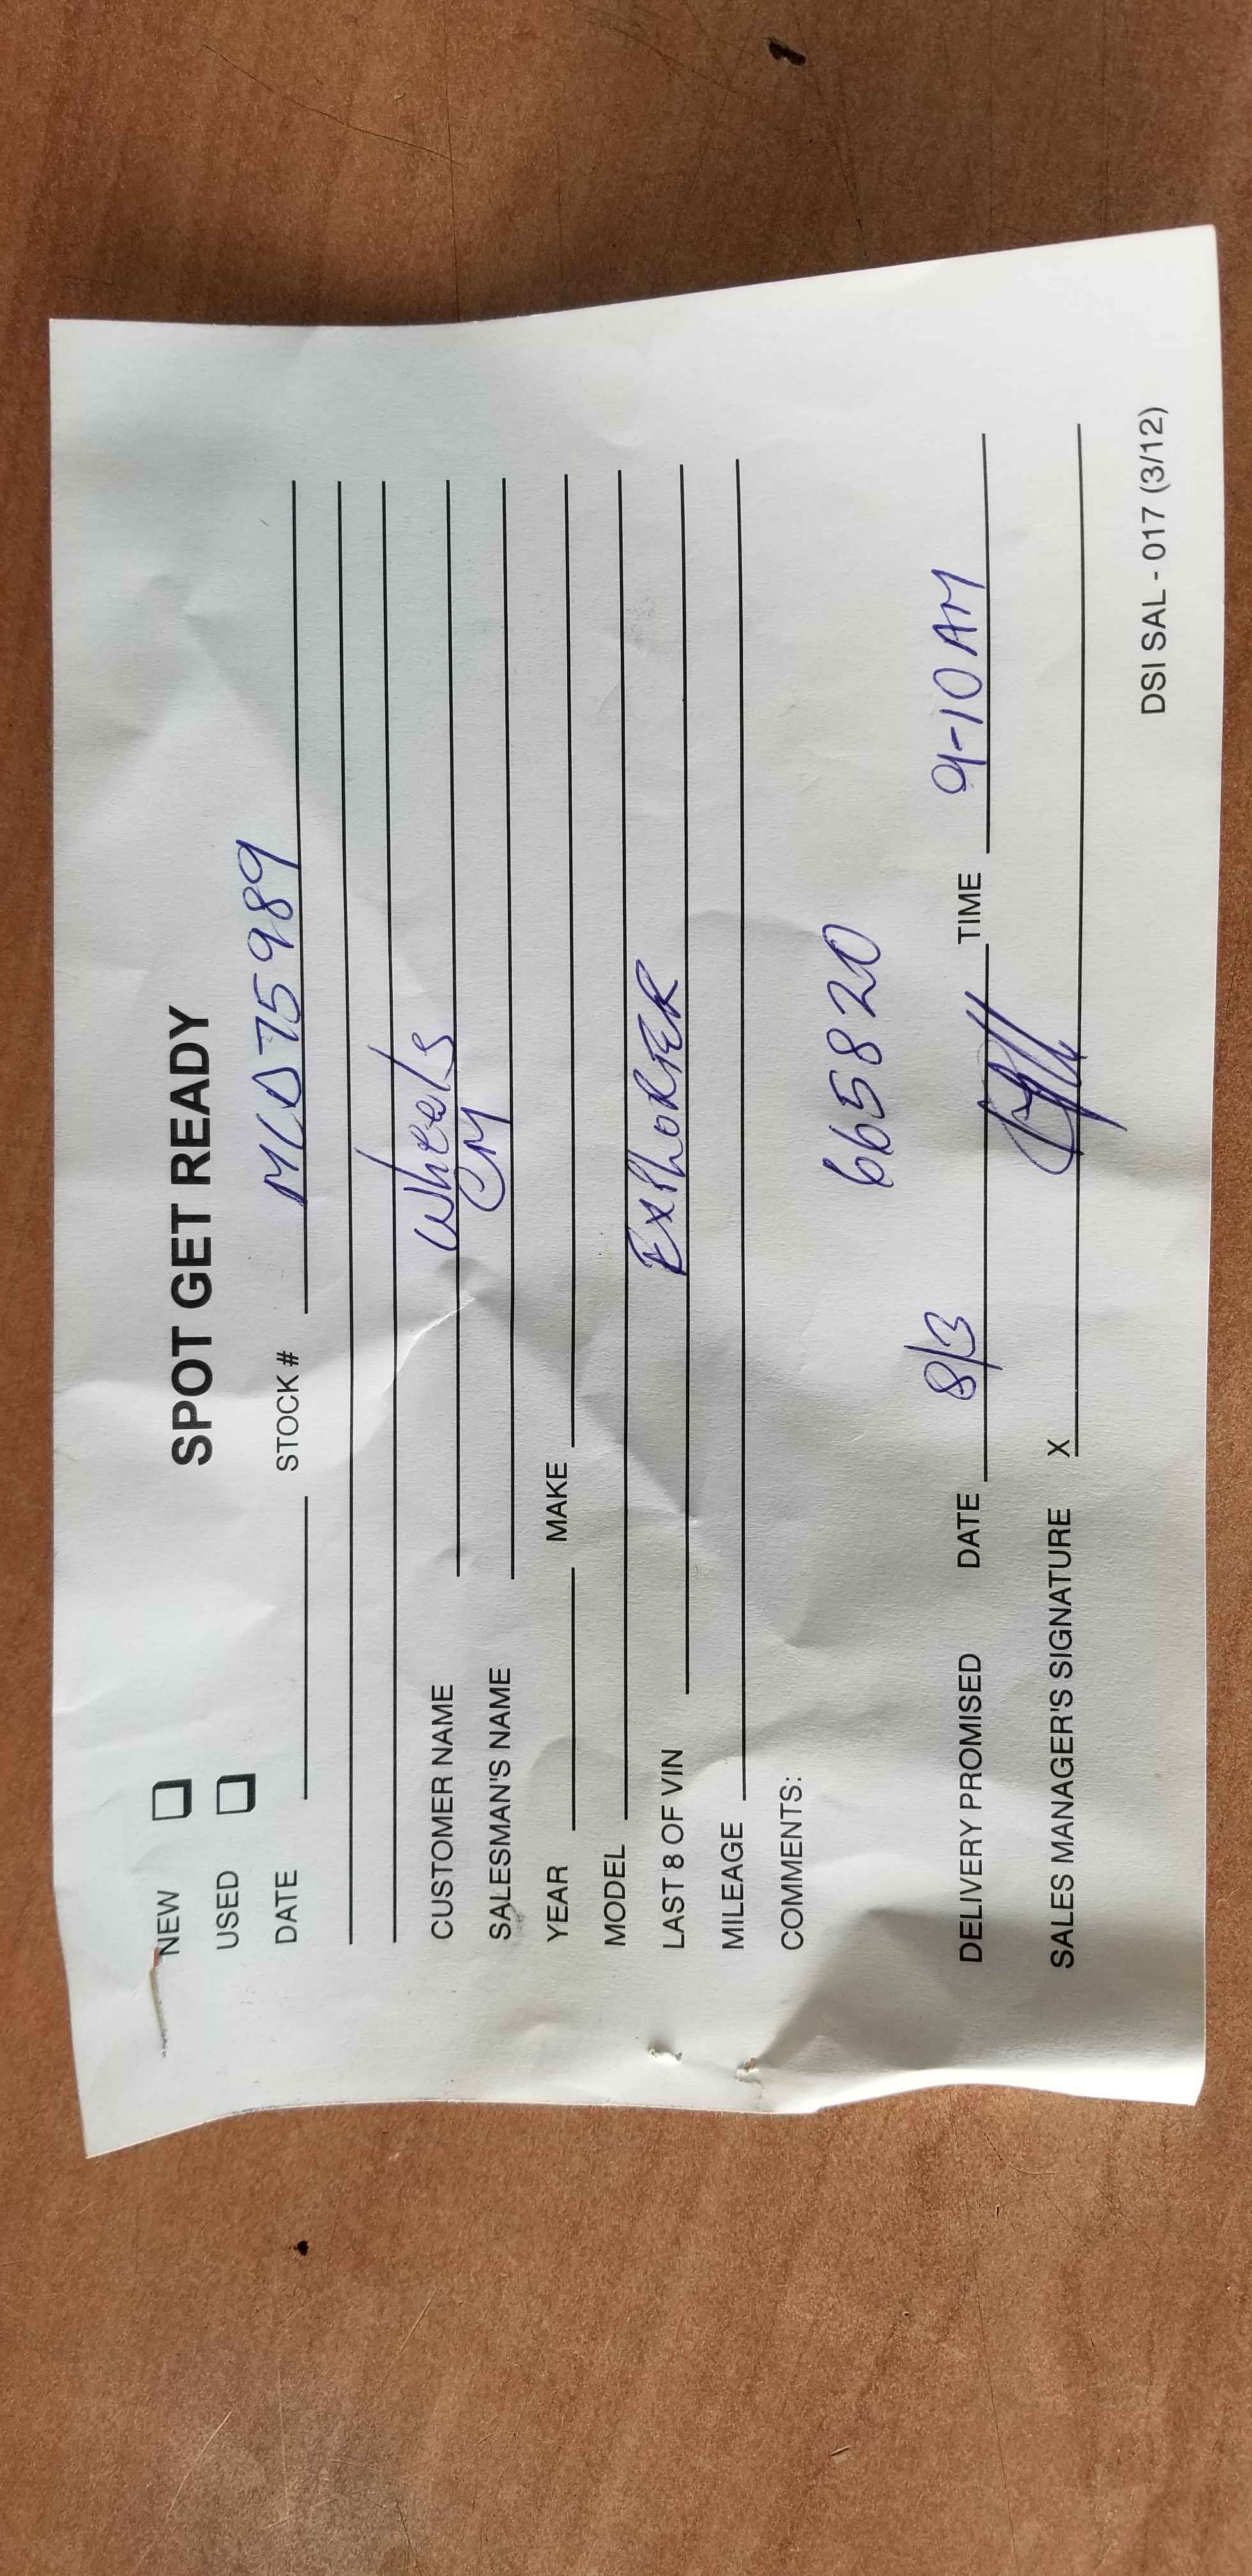 SPOT GET READY
NEW
USED
DATE STOCK # MCD75989
CUSTOMER NAME Wheels
SALESMAN'S NAME CM
YEAR MAKE
MODEL
LAST 8 OF VIN
MILEAGE
COMMENTS:
665820
DELIVERY PROMISED DATE 8/3 TIME 9-10AM
SALES MANAGER'S SIGNATURE X
DSI SAL - 017 (3/12)